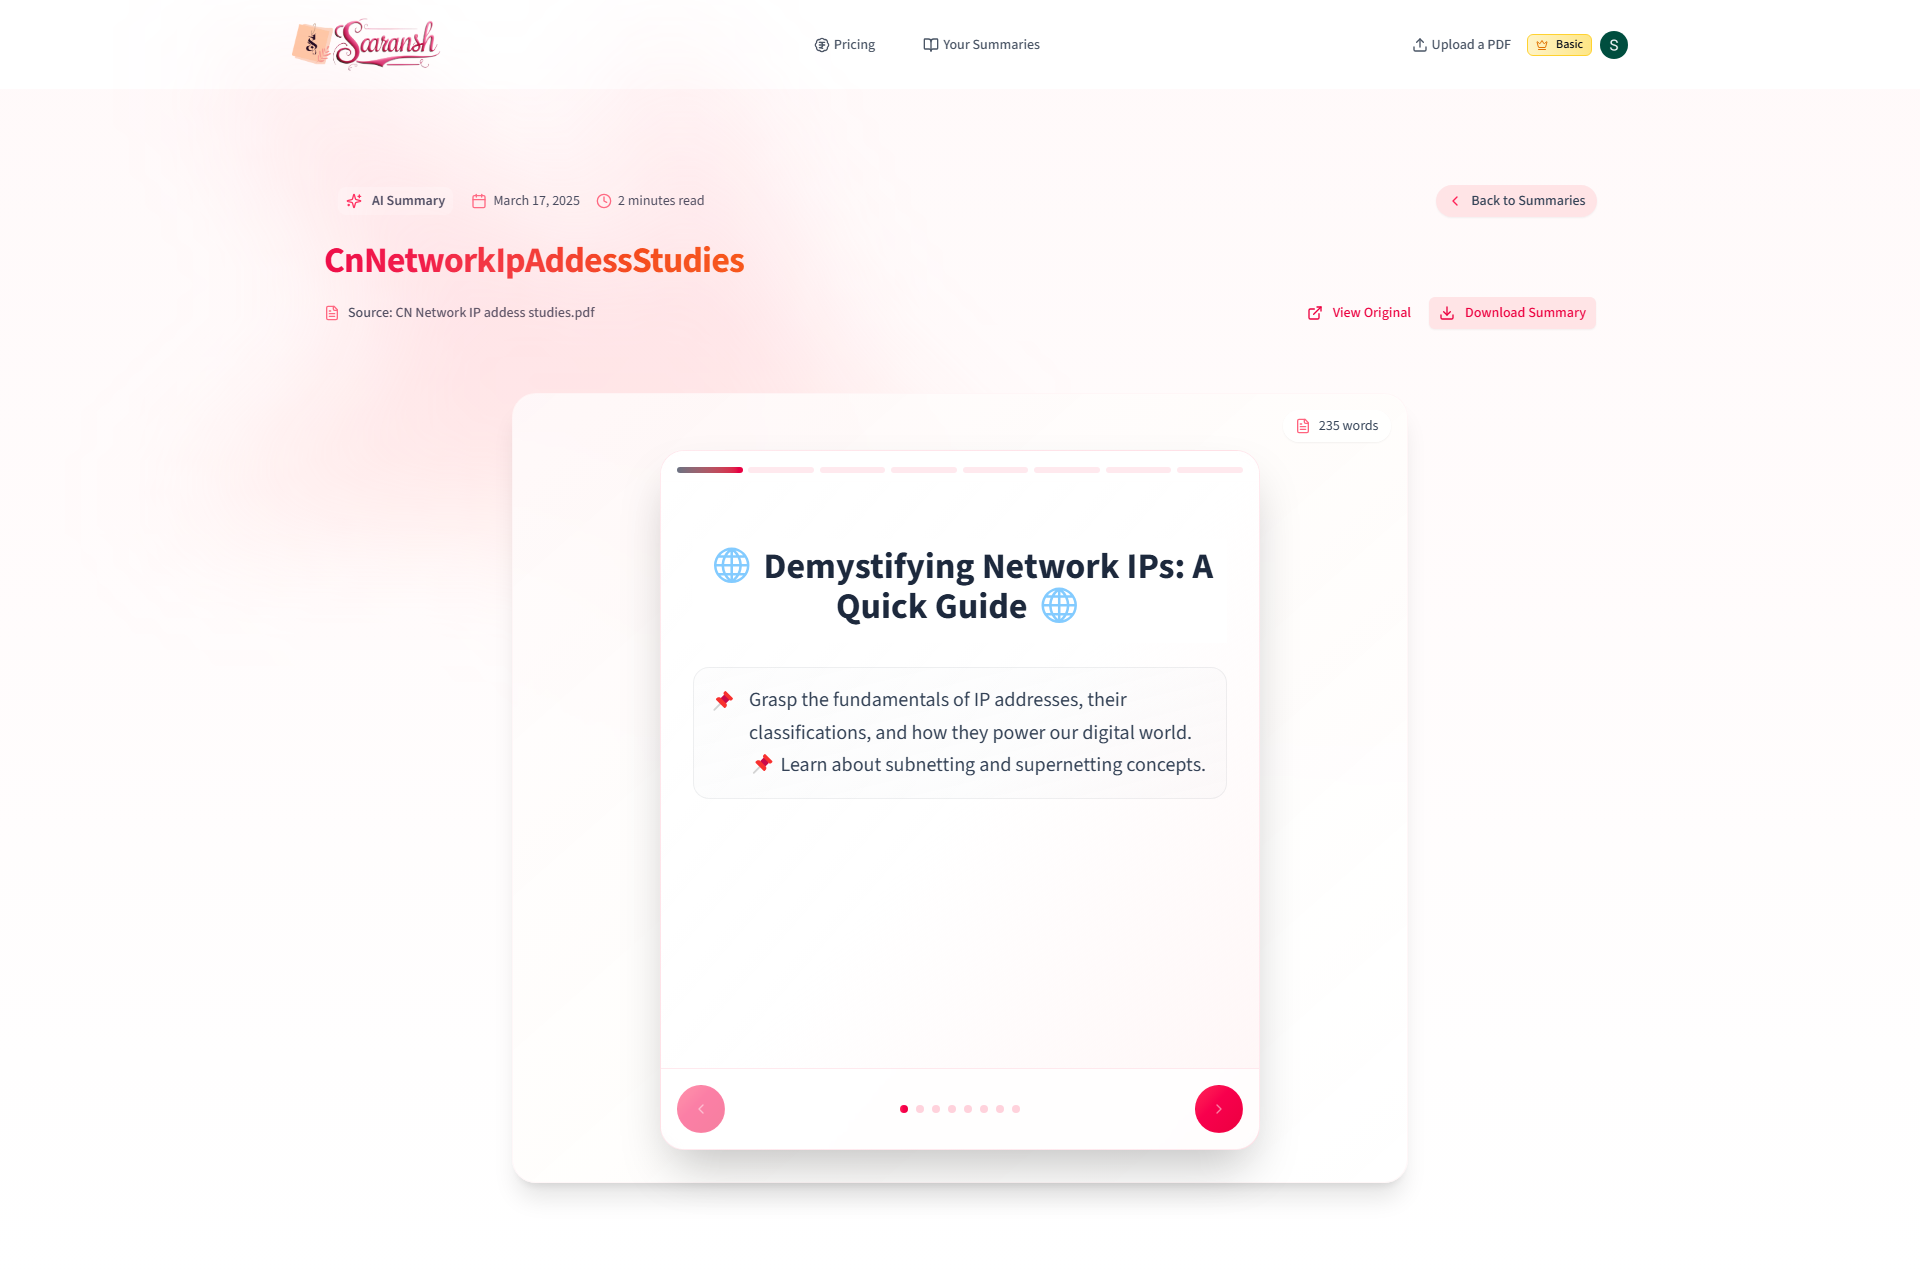 Scaransh
Pricing
Your Summaries
Upload a PDF
Basic
S
AI Summary
March 17, 2025
2 minutes read
Back to Summaries
CnNetworkIpAddessStudies
Source: CN Network IP addess studies.pdf
View Original
Download Summary
235 words
🌐 Demystifying Network IPs: A
Quick Guide 🌐
📌 Grasp the fundamentals of IP addresses, their
classifications, and how they power our digital world.
📌 Learn about subnetting and supernetting concepts.